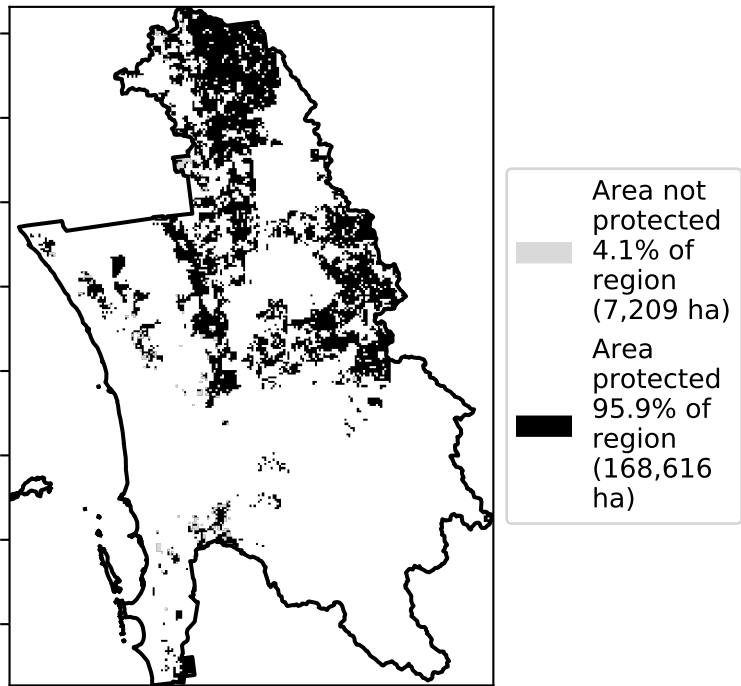 Area not
protected
4.1% of
region
(7,209 ha)
Area
protected
95.9% of
region
(168,616
ha)